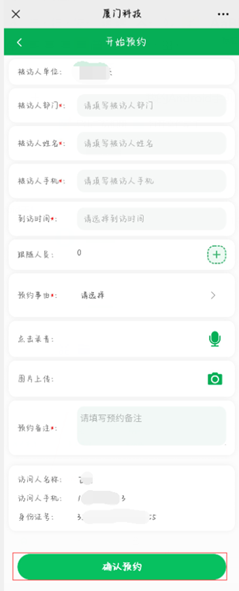 厦门科技
开始预约
被访人单位:
被访人部门*: 请填写被访人部门
被访人姓名*: 请填写被访人姓名
被访人手机*: 请填写被访人手机
到访时间*: 请选择到访时间
跟随人员: 0
预约事由*: 请选择
点击录音:
图片上传:
预约备注*: 请填写预约备注
访问人名称:
访问人手机: 1 3
身份证号: 3 5
确认预约